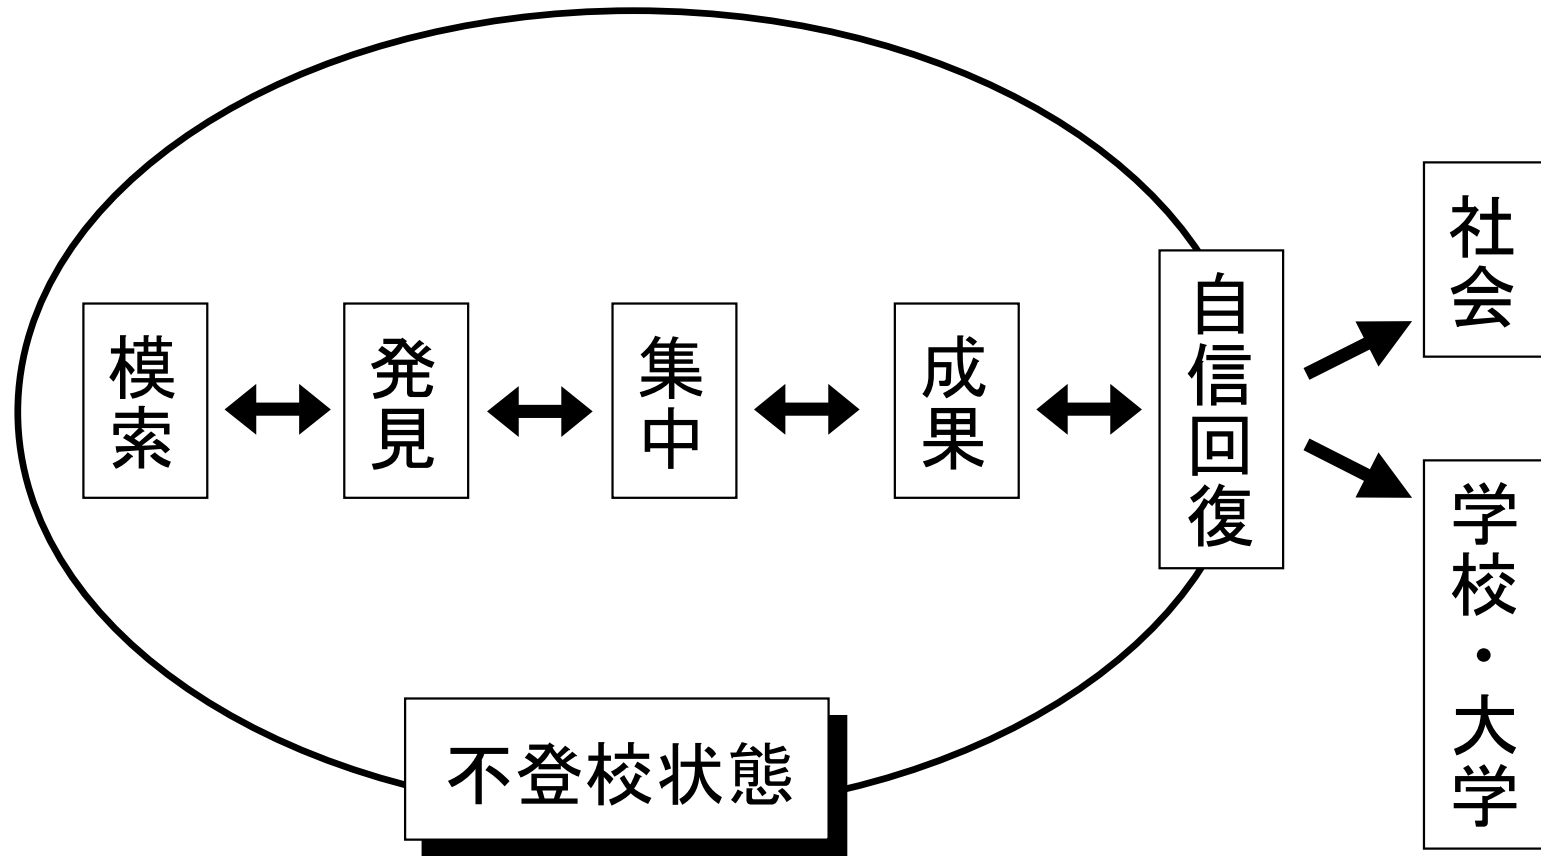 模索
発見
集中
成果
自信回復
社会
学校・大学
不登校状態